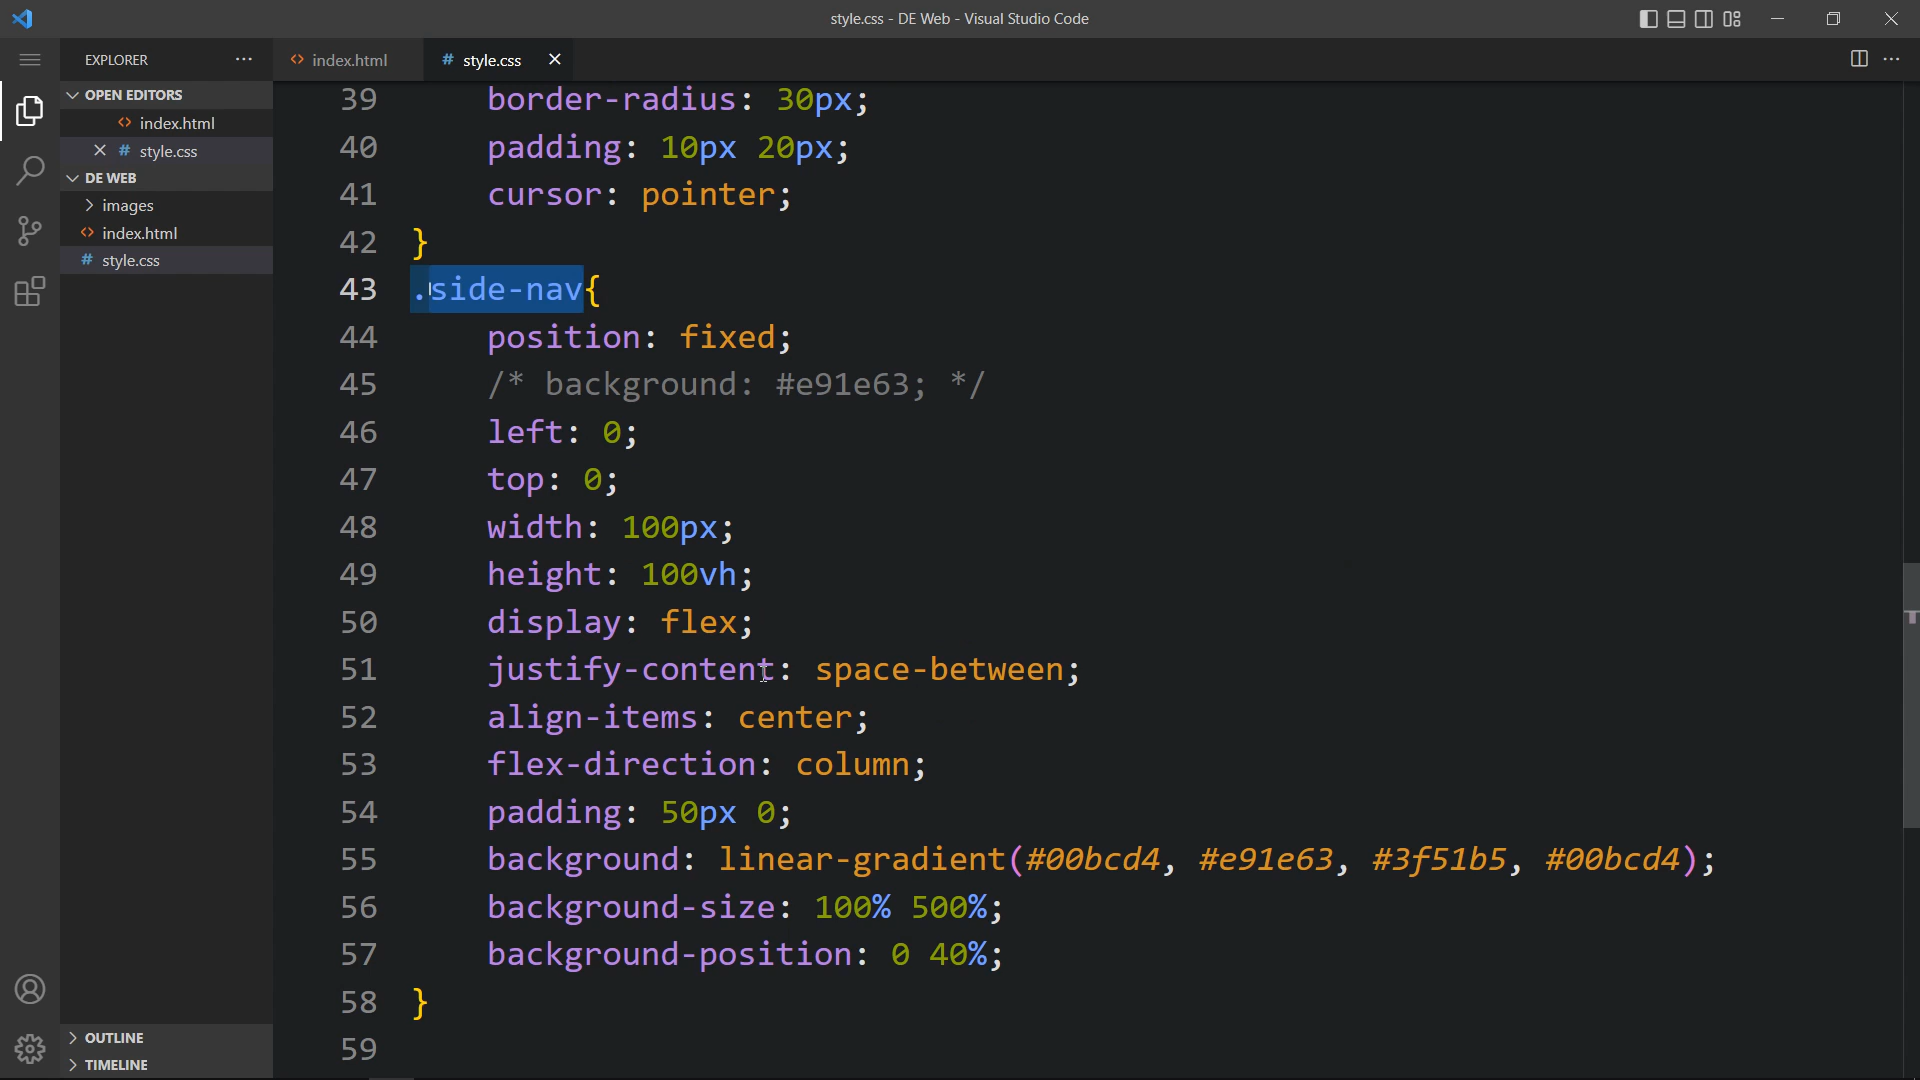 style.css - DE Web - Visual Studio Code
EXPLORER
OPEN EDITORS
index.html
style.css
DE WEB
images
index.html
style.css
OUTLINE
TIMELINE
index.html
# style.css
39 border-radius: 30px;
40 padding: 10px 20px;
41 cursor: pointer;
42 }
43 .side-nav{
44 position: fixed;
45 /* background: #e91e63; */
46 left: 0;
47 top: 0;
48 width: 100px;
49 height: 100vh;
50 display: flex;
51 justify-content: space-between;
52 align-items: center;
53 flex-direction: column;
54 padding: 50px 0;
55 background: linear-gradient(#00bcd4, #e91e63, #3f51b5, #00bcd4);
56 background-size: 100% 500%;
57 background-position: 0 40%;
58 }
59